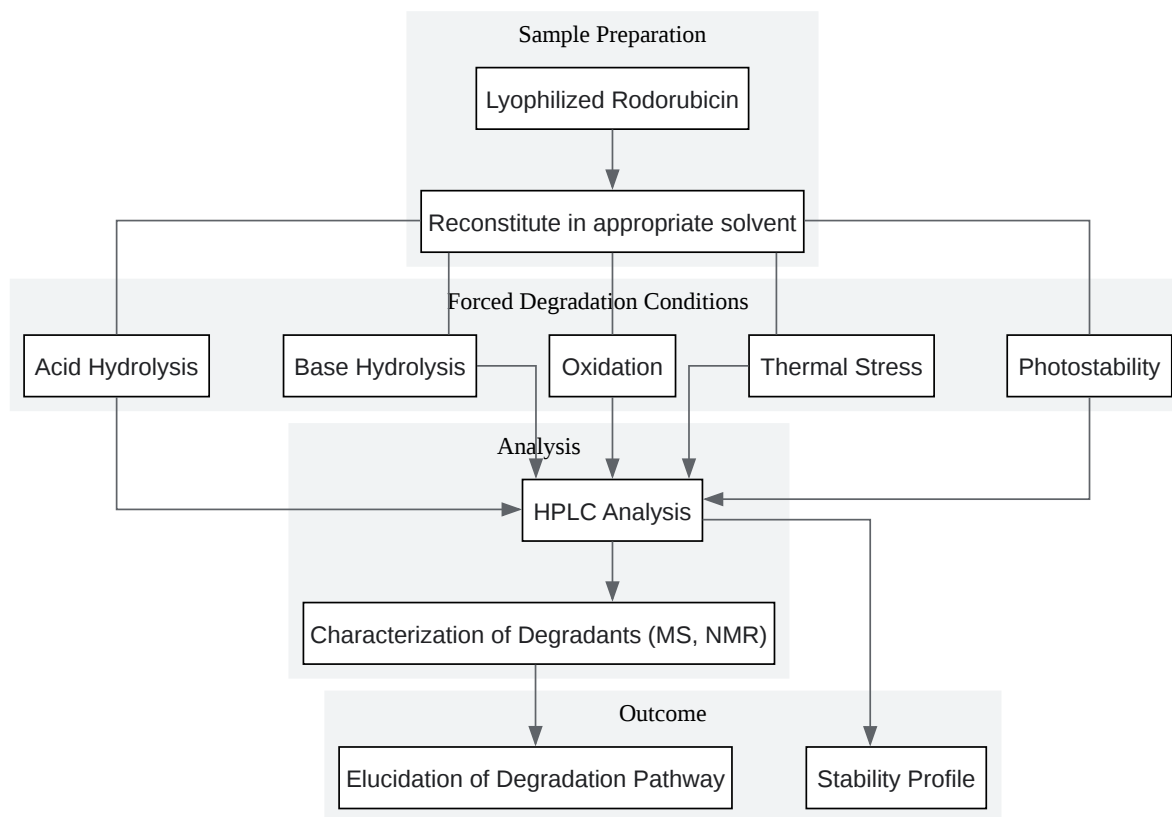 Sample Preparation
Lyophilized Rodorubicin
Reconstitute in appropriate solvent
Forced Degradation Conditions
Acid Hydrolysis
Base Hydrolysis
Oxidation
Thermal Stress
Photostability
Analysis
HPLC Analysis
Characterization of Degradants (MS, NMR)
Outcome
Elucidation of Degradation Pathway
Stability Profile